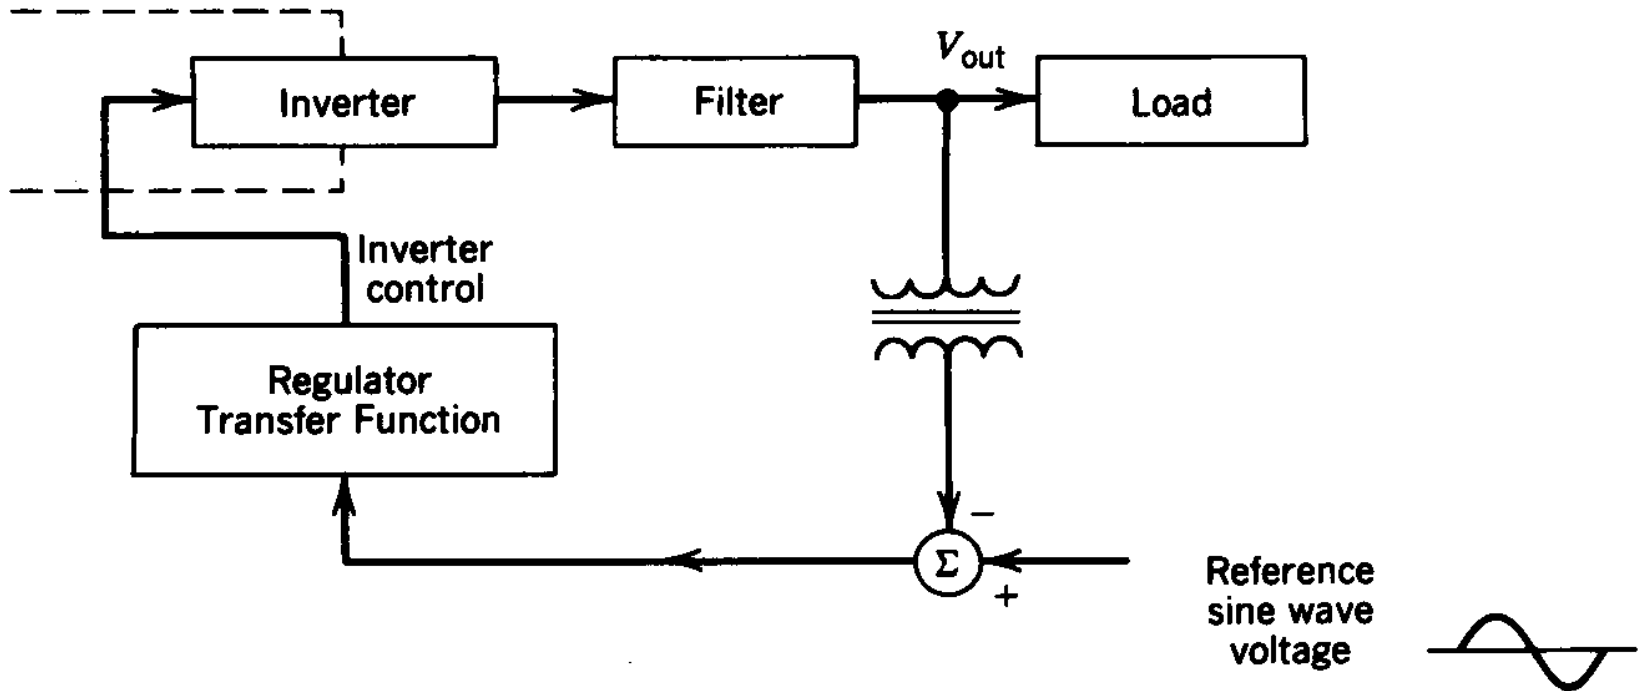 V_out
Inverter
Filter
Load
Inverter
control
Regulator
Transfer Function
−
Σ
+
Reference
sine wave
voltage